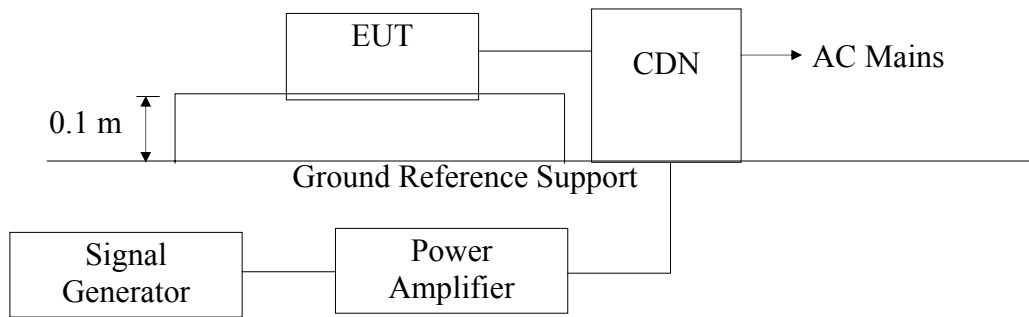 EUT
CDN
AC Mains
0.1 m
Ground Reference Support
Signal
Generator
Power
Amplifier